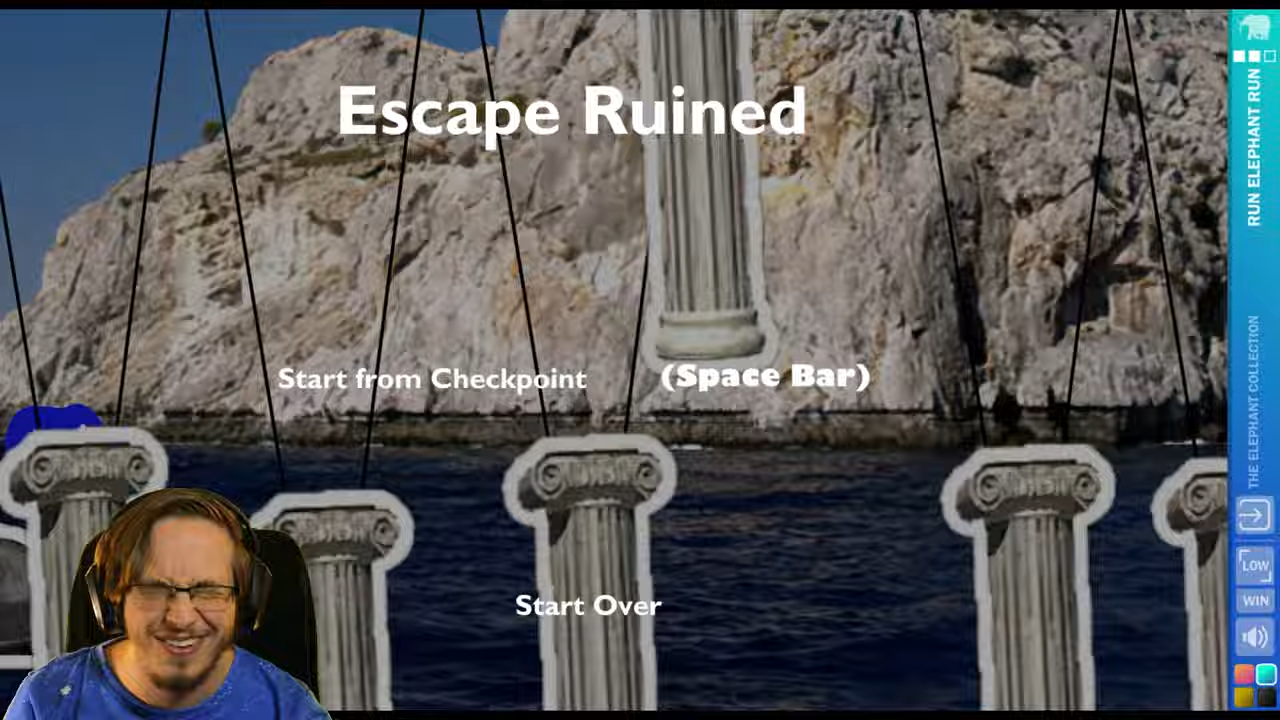 Escape Ruined
Start from Checkpoint
(Space Bar)
Start Over
RUN ELEPHANT RUN
THE ELEPHANT COLLECTION
LOW
WIN